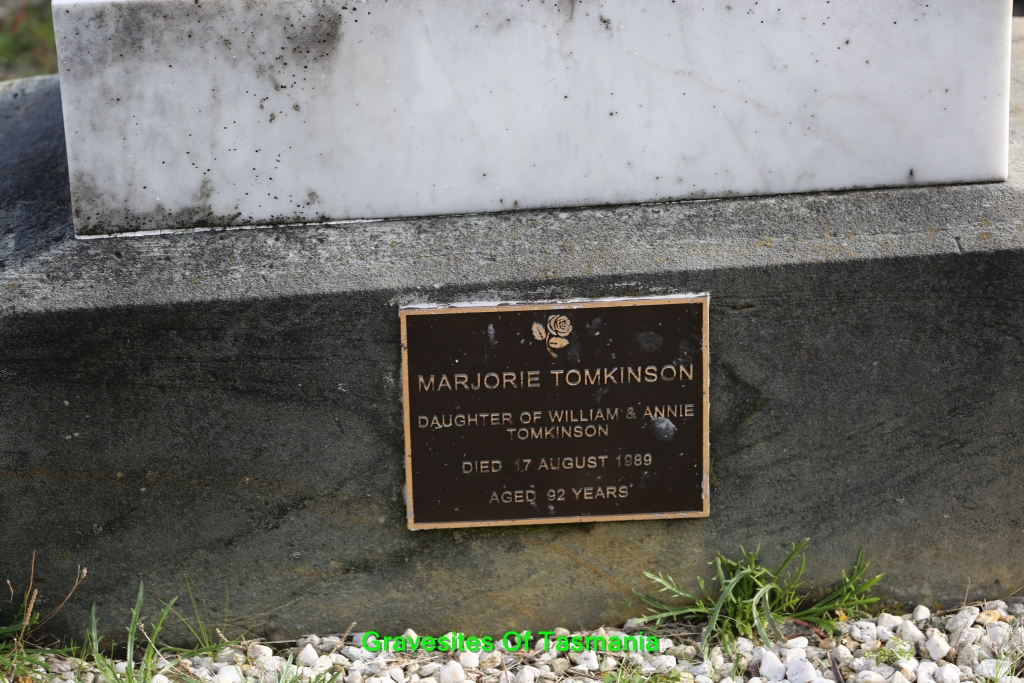 MARJORIE TOMKINSON
DAUGHTER OF WILLIAM & ANNIE
TOMKINSON
DIED 17 AUGUST 1989
AGED 92 YEARS
Gravesites Of Tasmania